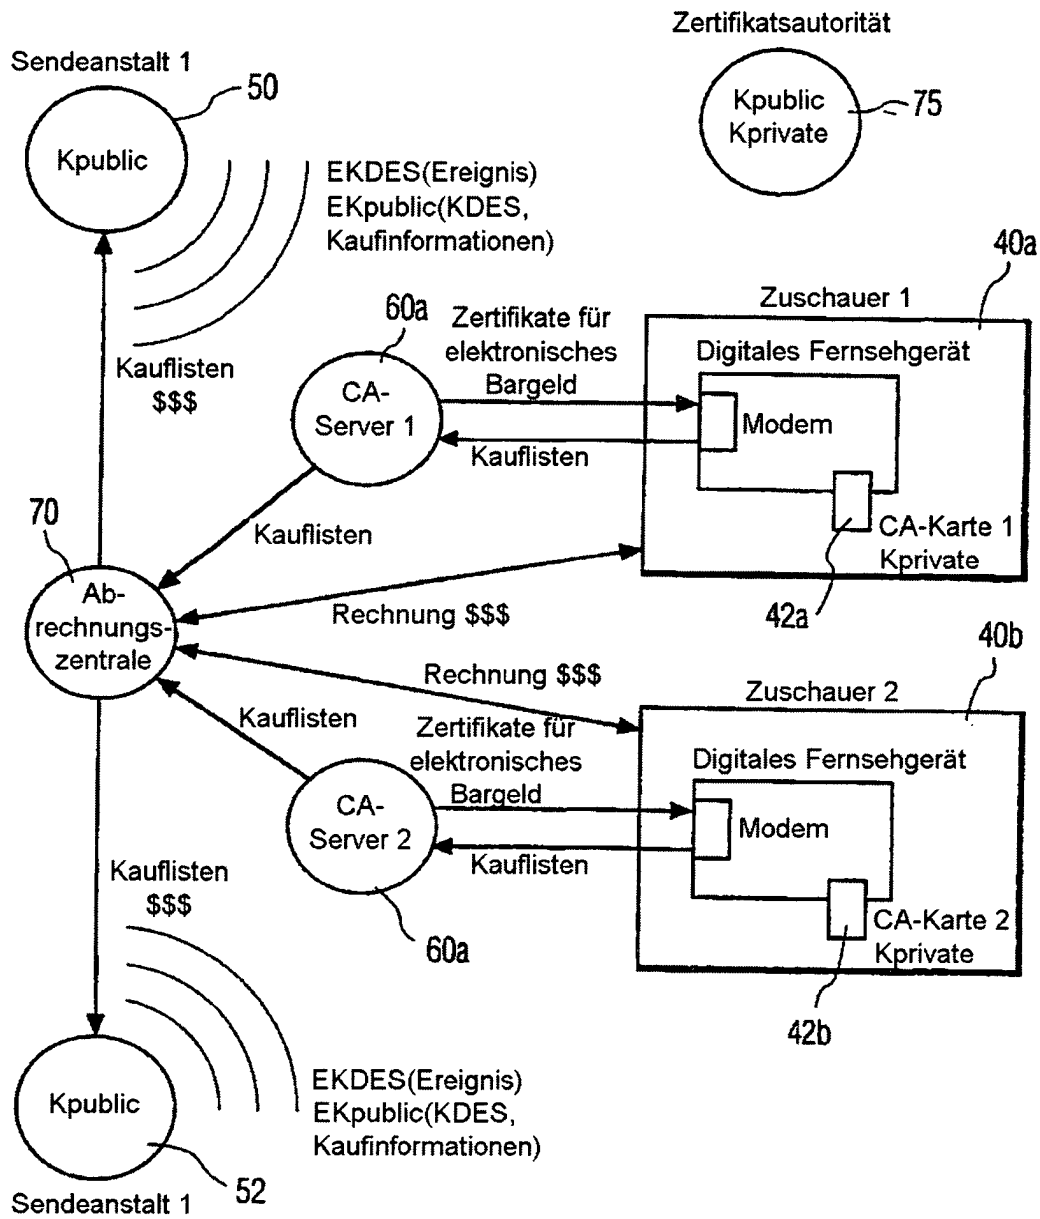 Zertifikatsautorität
Kpublic
Kprivate
75
Sendeanstalt 1
50
Kpublic
EKDES(Ereignis)
EKpublic(KDES,
Kaufinformationen)
Kauflisten
$$$
60a
CA-
Server 1
Zertifikate für
elektronisches
Bargeld
Kauflisten
40a
Zuschauer 1
Digitales Fernsehgerät
Modem
CA-Karte 1
Kprivate
42a
Kauflisten
70
Ab-
rechnungs-
zentrale
Rechnung $$$
Rechnung $$$
Kauflisten
40b
Zuschauer 2
Zertifikate für
elektronisches
Bargeld
Digitales Fernsehgerät
Modem
CA-
Server 2
Kauflisten
CA-Karte 2
Kprivate
42b
60a
Kauflisten
$$$
Kpublic
EKDES(Ereignis)
EKpublic(KDES,
Kaufinformationen)
52
Sendeanstalt 1